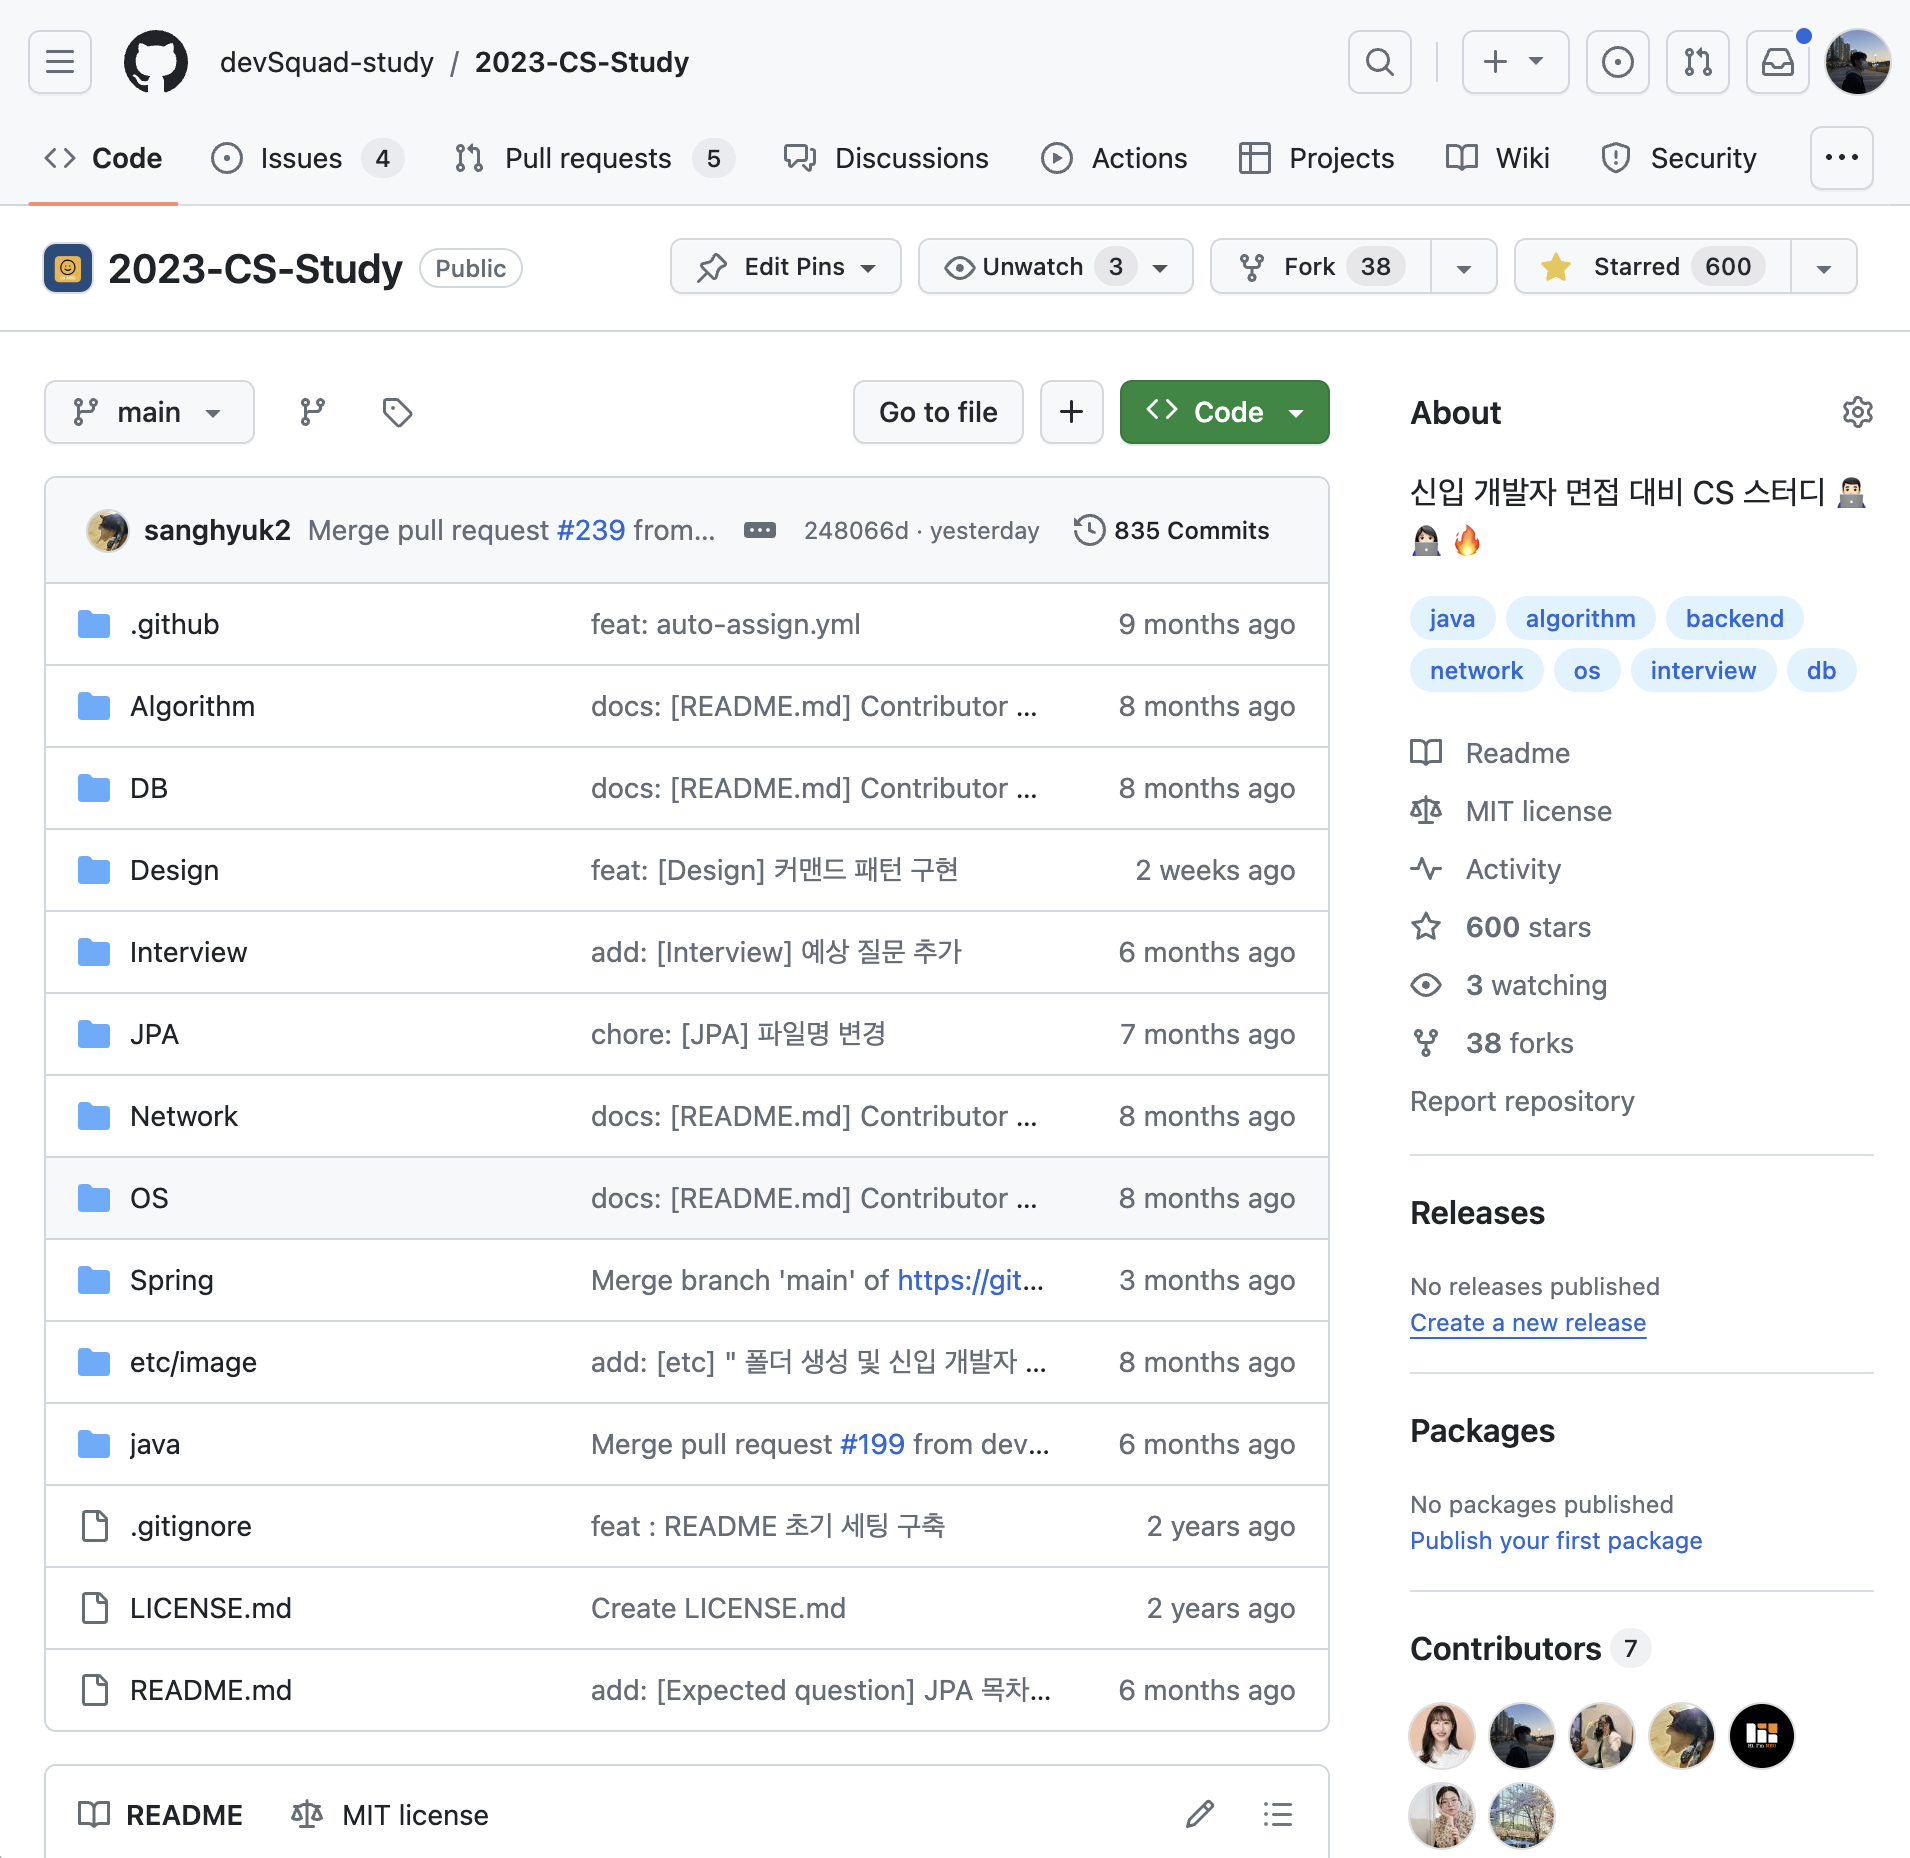 devSquad-study / 2023-CS-Study
Code Issues 4 Pull requests 5 Discussions Actions Projects Wiki Security
2023-CS-Study Public Edit Pins Unwatch 3 Fork 38 Starred 600
main Go to file Code
sanghyuk2 Merge pull request #239 from... 248066d · yesterday 835 Commits
.github feat: auto-assign.yml 9 months ago
Algorithm docs: [README.md] Contributor ... 8 months ago
DB docs: [README.md] Contributor ... 8 months ago
Design feat: [Design] 커맨드 패턴 구현 2 weeks ago
Interview add: [Interview] 예상 질문 추가 6 months ago
JPA chore: [JPA] 파일명 변경 7 months ago
Network docs: [README.md] Contributor ... 8 months ago
OS docs: [README.md] Contributor ... 8 months ago
Spring Merge branch 'main' of https://git... 3 months ago
etc/image add: [etc] " 폴더 생성 및 신입 개발자 ... 8 months ago
java Merge pull request #199 from dev... 6 months ago
.gitignore feat : README 초기 세팅 구축 2 years ago
LICENSE.md Create LICENSE.md 2 years ago
README.md add: [Expected question] JPA 목차... 6 months ago
README MIT license
About
신입 개발자 면접 대비 CS 스터디 👨🏻‍💻
👩🏻‍💻 🔥
java algorithm backend
network os interview db
Readme
MIT license
Activity
600 stars
3 watching
38 forks
Report repository
Releases
No releases published
Create a new release
Packages
No packages published
Publish your first package
Contributors 7